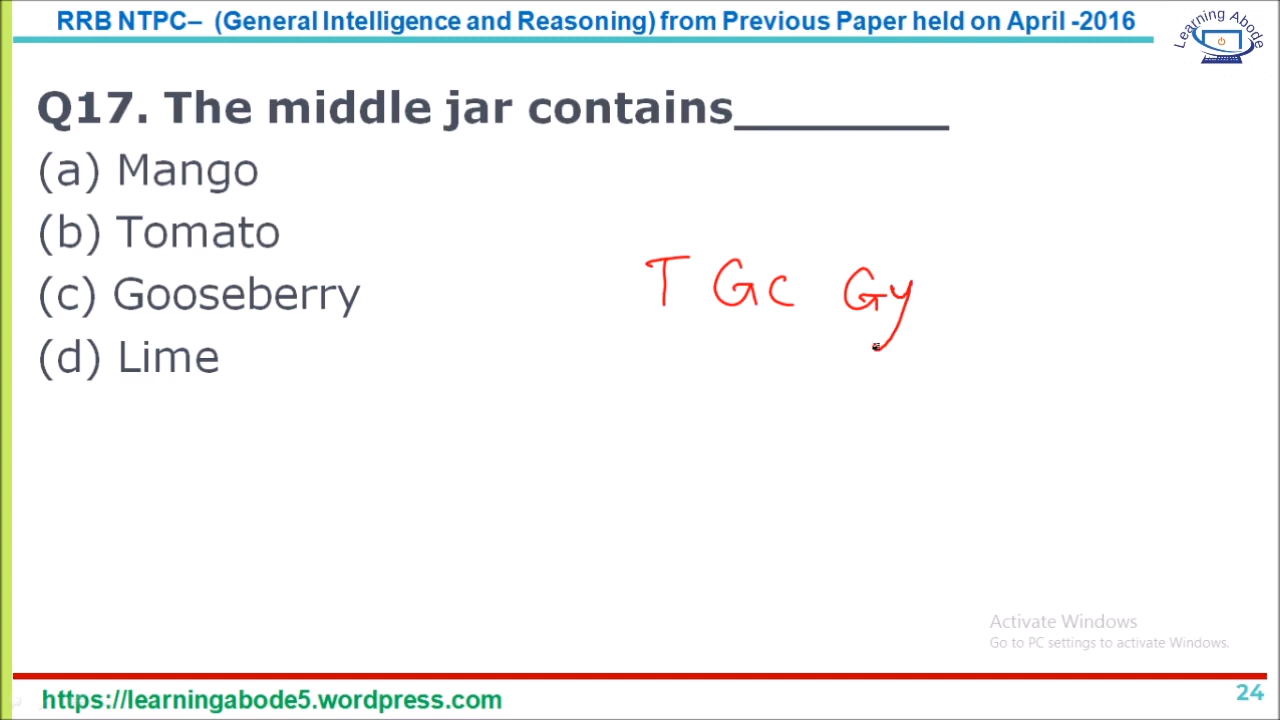 RRB NTPC– (General Intelligence and Reasoning) from Previous Paper held on April -2016
Learning Abode
Q17. The middle jar contains________
(a) Mango
(b) Tomato
(c) Gooseberry
(d) Lime
T Gc Gy
Activate Windows
Go to PC settings to activate Windows.
https://learningabode5.wordpress.com
24